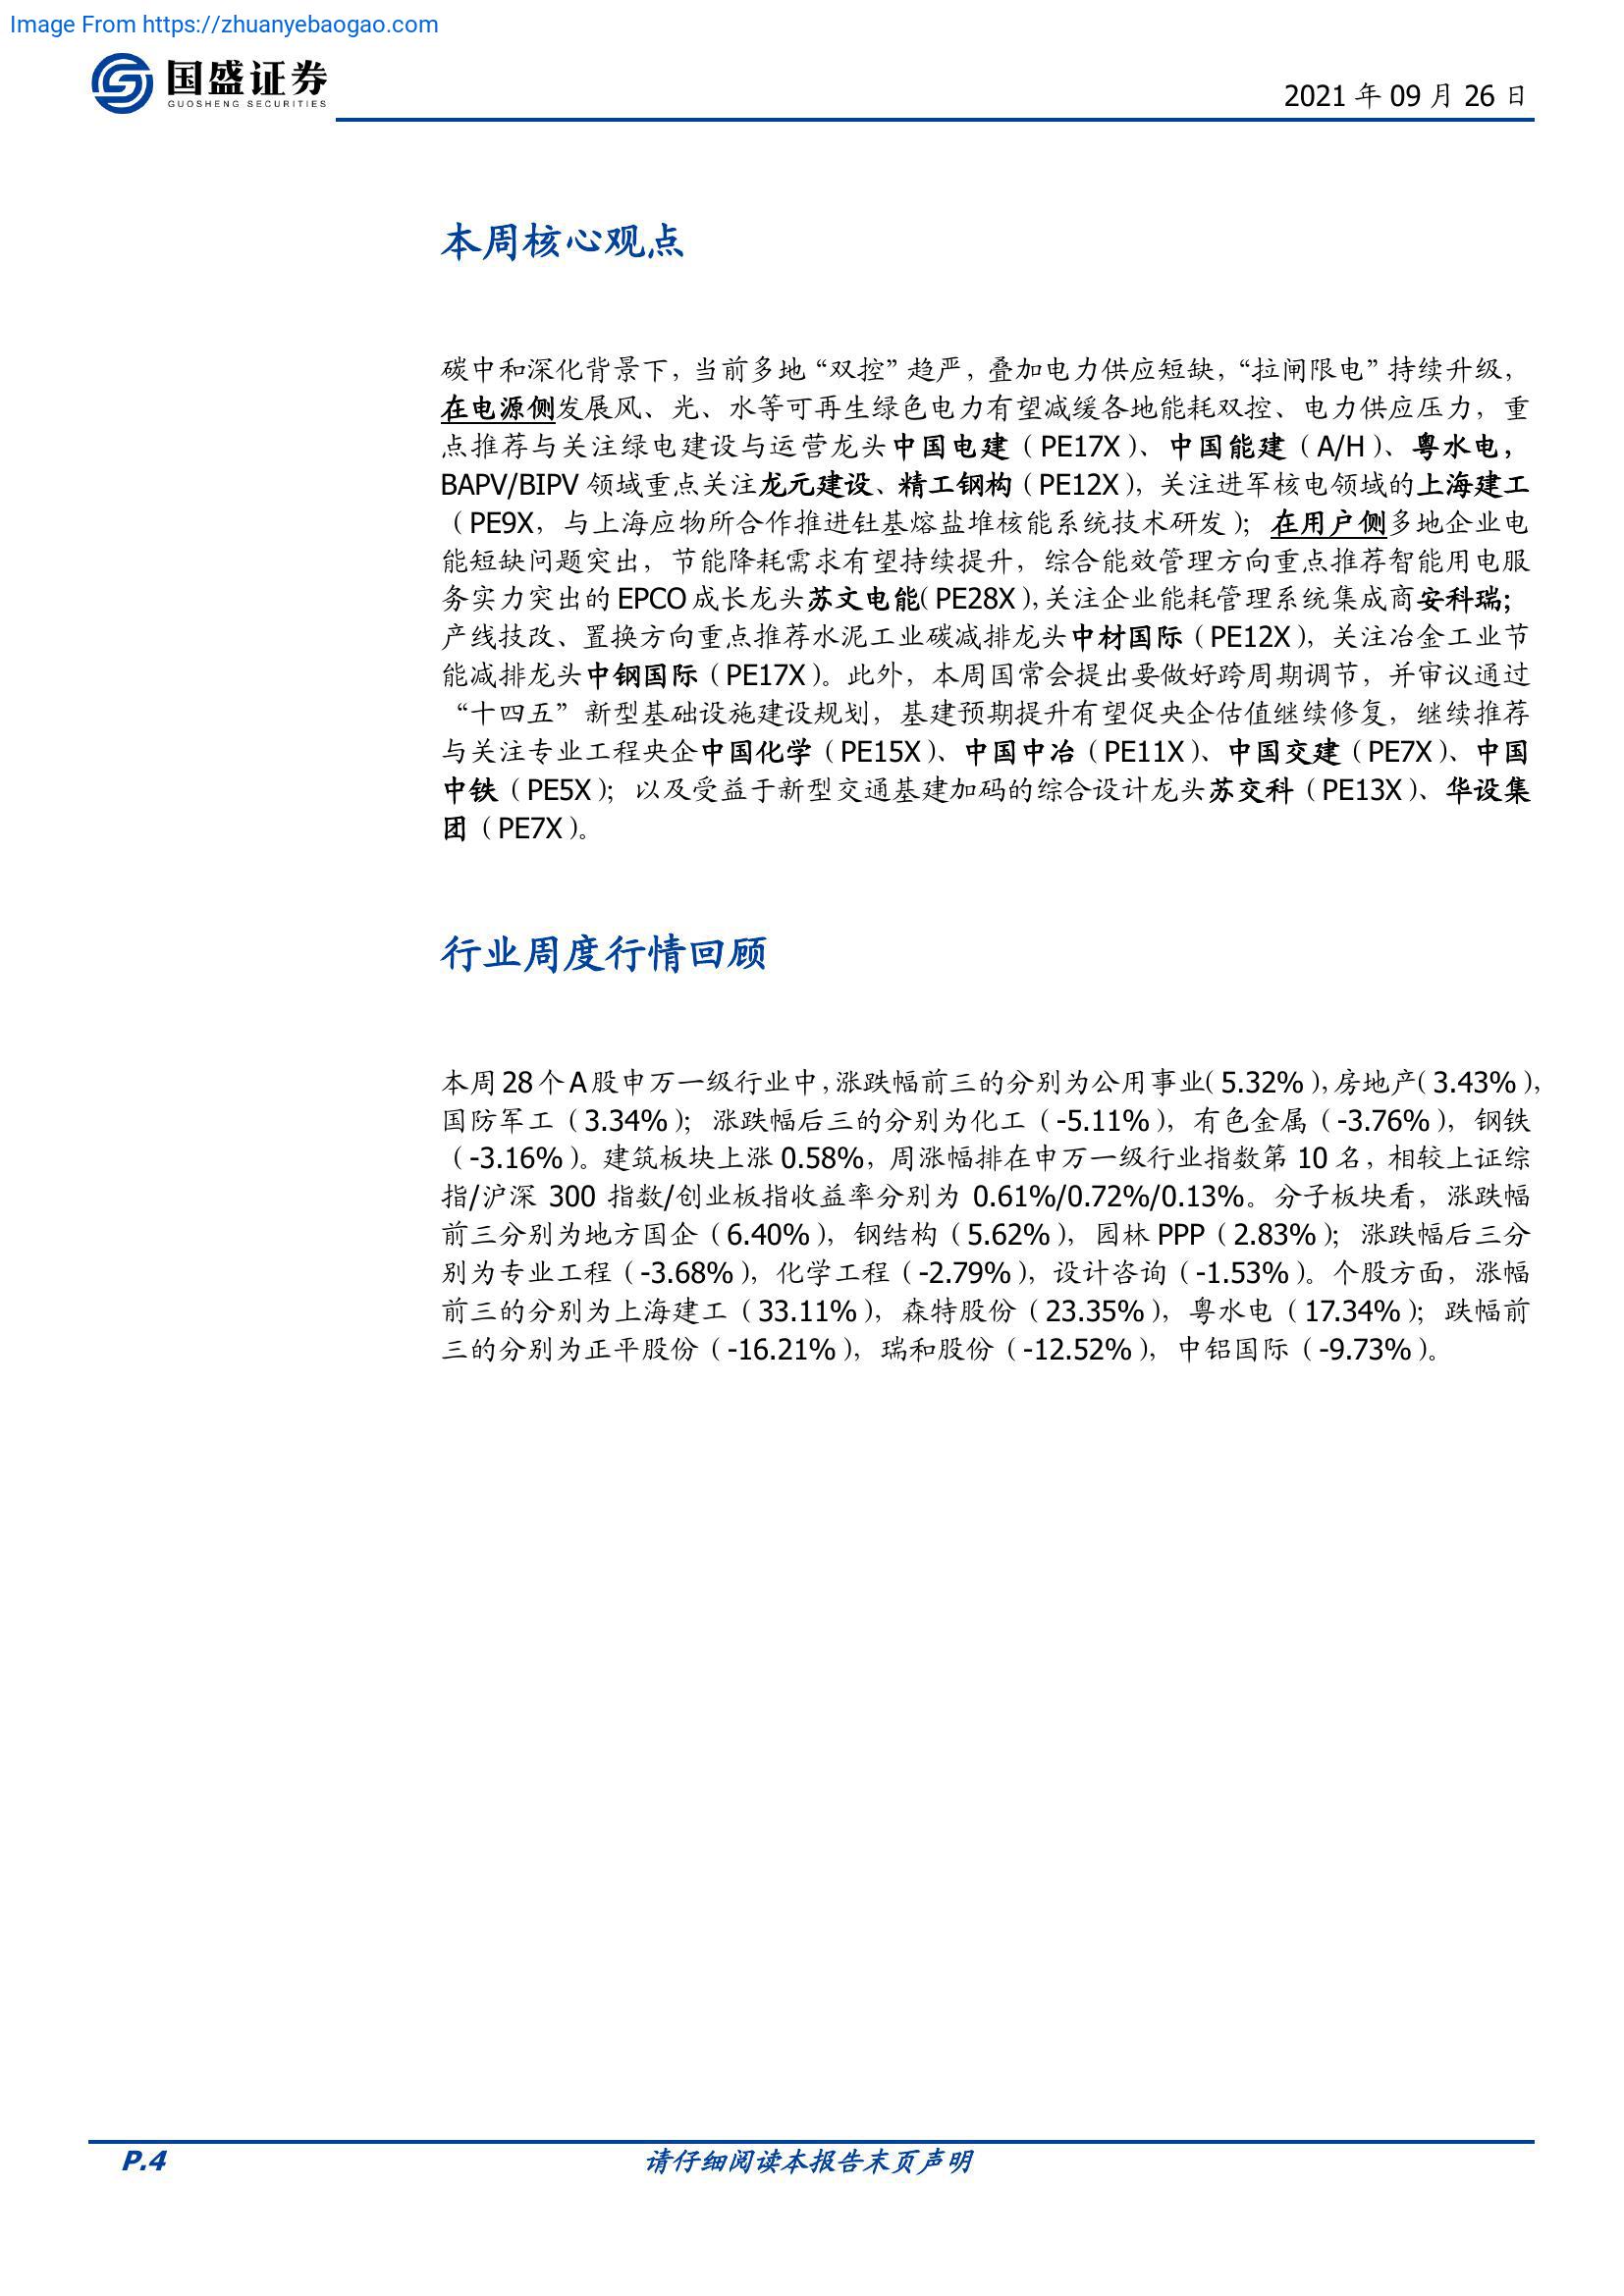 Image From https://zhuanyebaogao.com
国盛证券
GUOSHENG SECURITIES
2021 年 09 月 26 日
本周核心观点
碳中和深化背景下，当前多地“双控”趋严，叠加电力供应短缺，“拉闸限电”持续升级，
在电源侧发展风、光、水等可再生绿色电力有望减缓各地能耗双控、电力供应压力，重
点推荐与关注绿电建设与运营龙头中国电建（PE17X）、中国能建（A/H）、粤水电，
BAPV/BIPV 领域重点关注龙元建设、精工钢构（PE12X），关注进军核电领域的上海建工
（PE9X，与上海应物所合作推进钍基熔盐堆核能系统技术研发）；在用户侧多地企业电
能短缺问题突出，节能降耗需求有望持续提升，综合能效管理方向重点推荐智能用电服
务实力突出的 EPCO 成长龙头苏文电能（PE28X），关注企业能耗管理系统集成商安科瑞；
产线技改、置换方向重点推荐水泥工业碳减排龙头中材国际（PE12X），关注冶金工业节
能减排龙头中钢国际（PE17X）。此外，本周国常会提出要做好跨周期调节，并审议通过
“十四五”新型基础设施建设规划，基建预期提升有望促央企估值继续修复，继续推荐
与关注专业工程央企中国化学（PE15X）、中国中冶（PE11X）、中国交建（PE7X）、中国
中铁（PE5X）；以及受益于新型交通基建加码的综合设计龙头苏交科（PE13X）、华设集
团（PE7X）。
行业周度行情回顾
本周 28 个 A 股申万一级行业中，涨跌幅前三的分别为公用事业（5.32%），房地产（3.43%），
国防军工（3.34%）；涨跌幅后三的分别为化工（-5.11%），有色金属（-3.76%），钢铁
（-3.16%）。建筑板块上涨 0.58%，周涨幅排在申万一级行业指数第 10 名，相较上证综
指/沪深 300 指数/创业板指收益率分别为 0.61%/0.72%/0.13%。分子板块看，涨跌幅
前三分别为地方国企（6.40%），钢结构（5.62%），园林 PPP（2.83%）；涨跌幅后三分
别为专业工程（-3.68%），化学工程（-2.79%），设计咨询（-1.53%）。个股方面，涨幅
前三的分别为上海建工（33.11%），森特股份（23.35%），粤水电（17.34%）；跌幅前
三的分别为正平股份（-16.21%），瑞和股份（-12.52%），中铝国际（-9.73%）。
P.4
请仔细阅读本报告末页声明